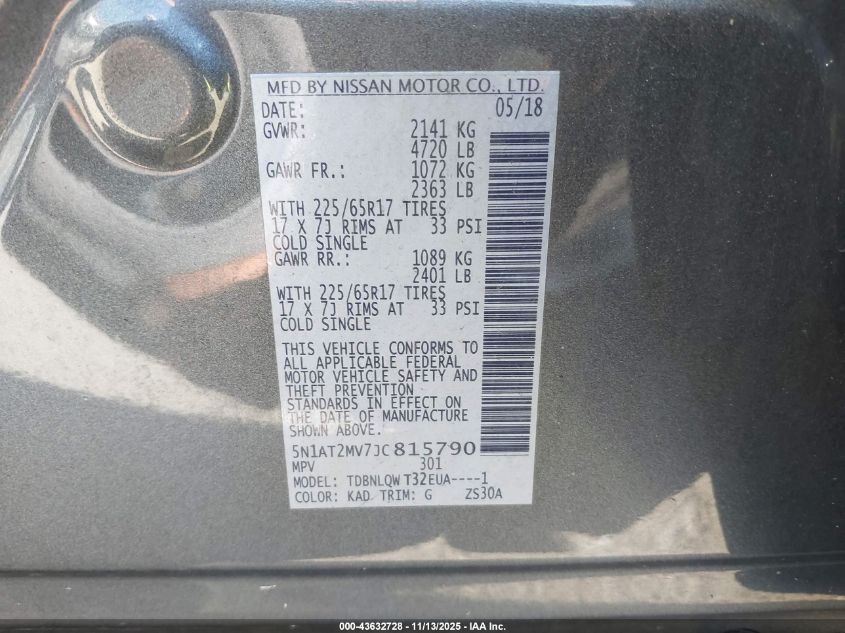 MFD BY NISSAN MOTOR CO., LTD.
DATE: 05/18
GVWR: 2141 KG
4720 LB
GAWR FR.: 1072 KG
2363 LB
WITH 225/65R17 TIRES
17 X 7J RIMS AT 33 PSI
COLD SINGLE
GAWR RR.: 1089 KG
2401 LB
WITH 225/65R17 TIRES
17 X 7J RIMS AT 33 PSI
COLD SINGLE
THIS VEHICLE CONFORMS TO
ALL APPLICABLE FEDERAL
MOTOR VEHICLE SAFETY AND
THEFT PREVENTION
STANDARDS IN EFFECT ON
THE DATE OF MANUFACTURE
SHOWN ABOVE.
5N1AT2MV7JC815790
MPV 301
MODEL: TDBNLQW T32EUA----1
COLOR: KAD TRIM: G ZS30A
000-43632728 - 11/13/2025 - IAA Inc.